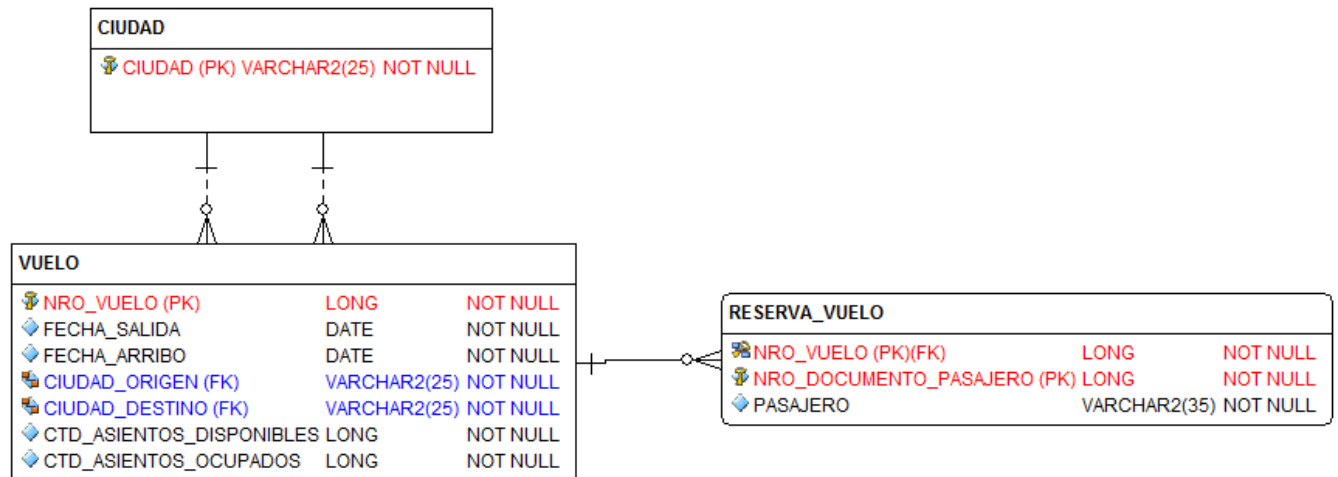 CIUDAD
CIUDAD (PK) VARCHAR2(25) NOT NULL
VUELO
NRO_VUELO (PK) LONG NOT NULL
FECHA_SALIDA DATE NOT NULL
FECHA_ARRIBO DATE NOT NULL
CIUDAD_ORIGEN (FK) VARCHAR2(25) NOT NULL
CIUDAD_DESTINO (FK) VARCHAR2(25) NOT NULL
CTD_ASIENTOS_DISPONIBLES LONG NOT NULL
CTD_ASIENTOS_OCUPADOS LONG NOT NULL
RESERVA_VUELO
NRO_VUELO (PK)(FK) LONG NOT NULL
NRO_DOCUMENTO_PASAJERO (PK) LONG NOT NULL
PASAJERO VARCHAR2(35) NOT NULL